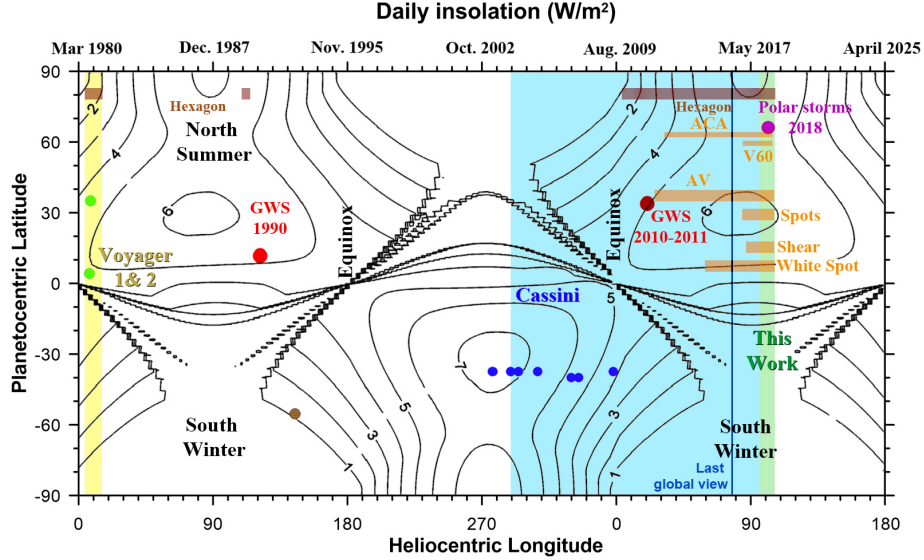 Daily insolation (W/m²)
Mar 1980 Dec. 1987 Nov. 1995 Oct. 2002 Aug. 2009 May 2017 April 2025
90
60
30
0
-30
-60
-90
Planetocentric Latitude
2
4
6
Hexagon
North
Summer
GWS
1990
Voyager
1& 2
Equinox
South
Winter
5
3
1
7
Cassini
5
Equinox
2
4
6
Hexagon
ACA
Polar storms
2018
V60
AV
GWS
2010-2011
Spots
Shear
White Spot
This
Work
3
1
South
Winter
Last
global view
0 90 180 270 0 90 180
Heliocentric Longitude